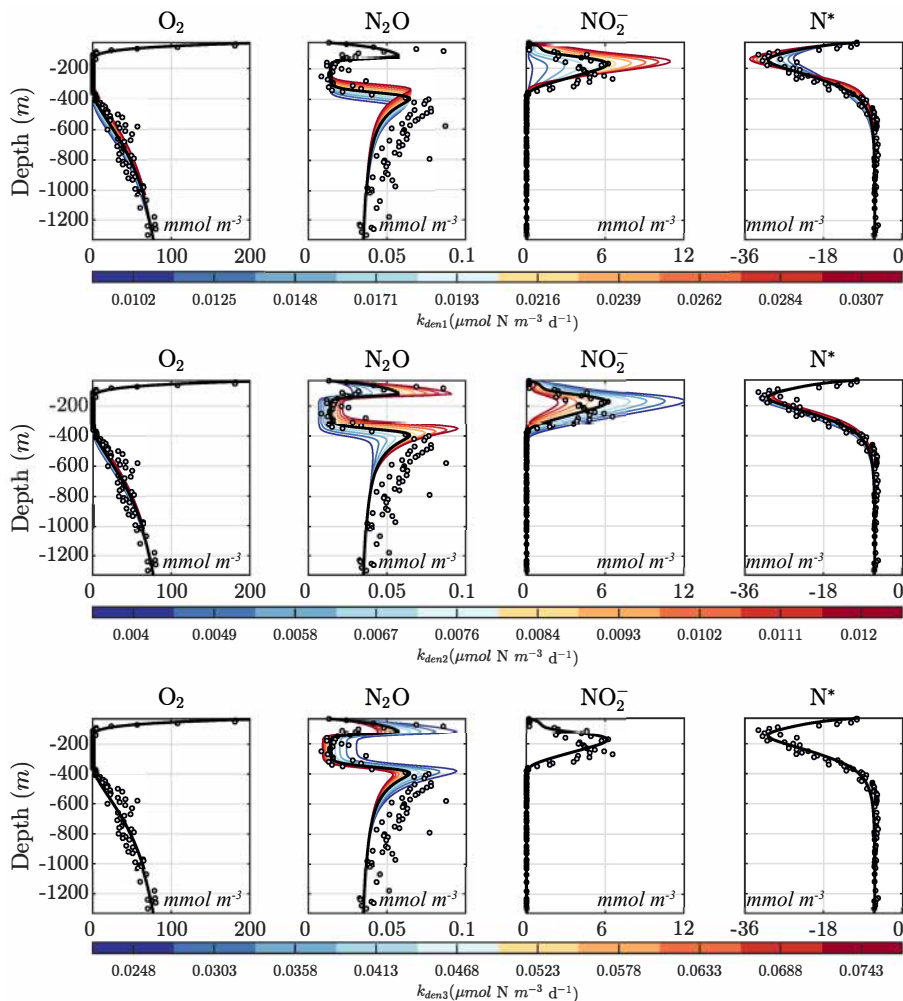 O₂ N₂O NO₂⁻ N*
Depth (m)
-200
-400
-600
-800
-1000
-1200
mmol m⁻³ mmol m⁻³ mmol m⁻³ mmol m⁻³
0 100 200 0 0.05 0.1 0 6 12 -36 -18 0
0.0102 0.0125 0.0148 0.0171 0.0193 0.0216 0.0239 0.0262 0.0284 0.0307
k_den1(μmol N m⁻³ d⁻¹)
O₂ N₂O NO₂⁻ N*
Depth (m)
-200
-400
-600
-800
-1000
-1200
mmol m⁻³ mmol m⁻³ mmol m⁻³ mmol m⁻³
0 100 200 0 0.05 0.1 0 6 12 -36 -18 0
0.004 0.0049 0.0058 0.0067 0.0076 0.0084 0.0093 0.0102 0.0111 0.012
k_den2(μmol N m⁻³ d⁻¹)
O₂ N₂O NO₂⁻ N*
Depth (m)
-200
-400
-600
-800
-1000
-1200
mmol m⁻³ mmol m⁻³ mmol m⁻³ mmol m⁻³
0 100 200 0 0.05 0.1 0 6 12 -36 -18 0
0.0248 0.0303 0.0358 0.0413 0.0468 0.0523 0.0578 0.0633 0.0688 0.0743
k_den3(μmol N m⁻³ d⁻¹)